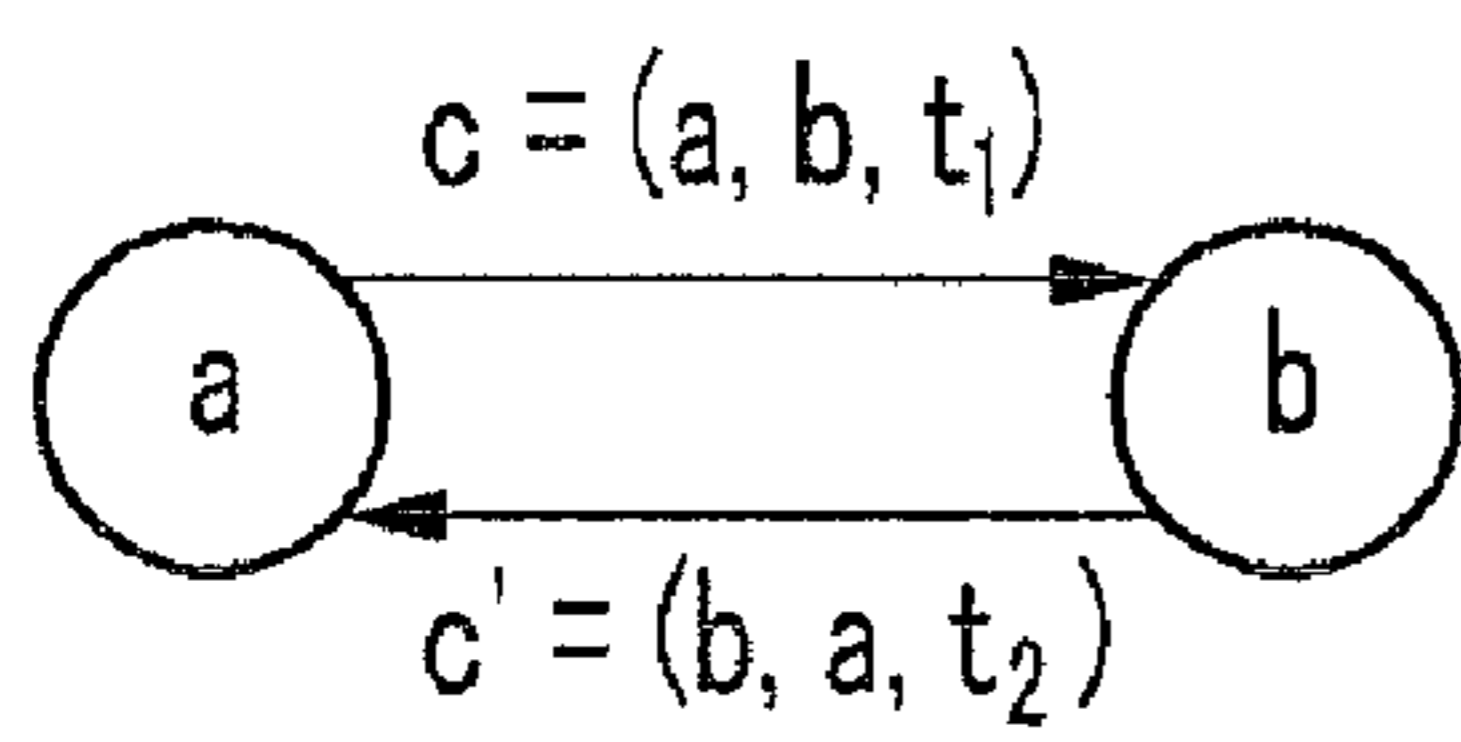 c = (a, b, t₁)
a
b
c' = (b, a, t₂)